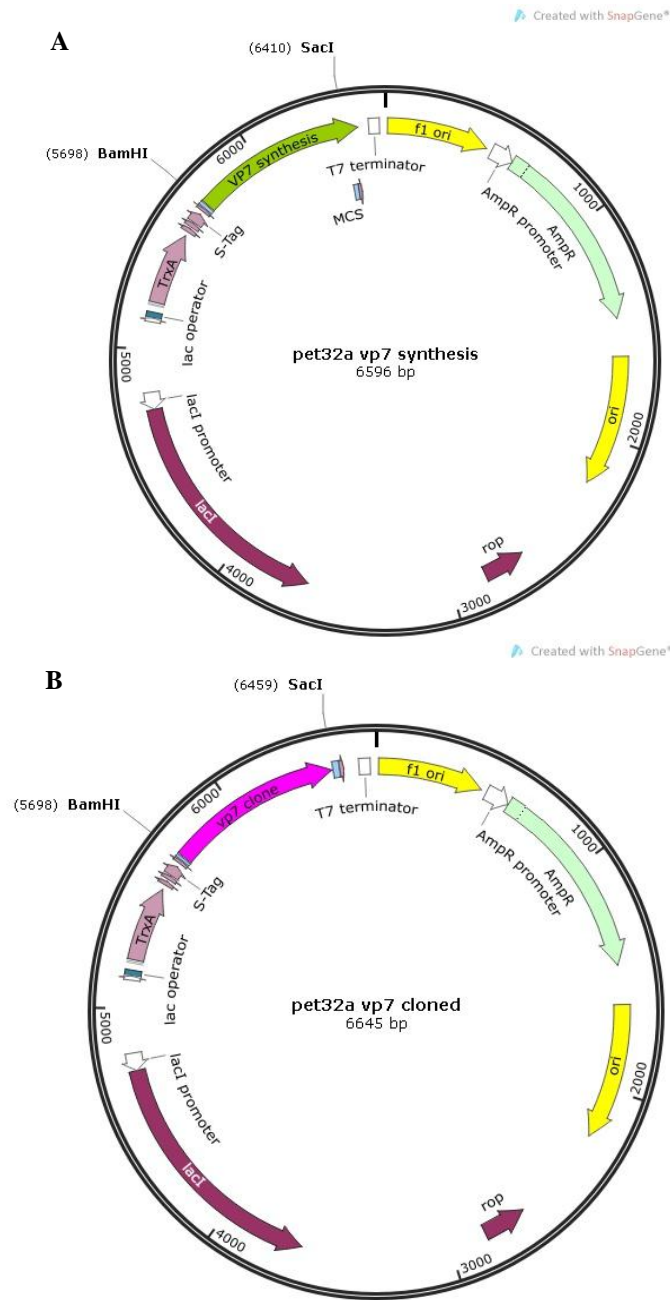 Created with SnapGene®
A
(6410) SacI
(5698) BamHI
6000
VP7 synthesis
f1 ori
T7 terminator
MCS
AmpR promoter
AmpR
1000
S-Tag
TrxA
lac operator
5000
pet32a vp7 synthesis
6596 bp
lacI promoter
lacI
ori
2000
rop
4000
3000
Created with SnapGene®
B
(6459) SacI
(5698) BamHI
6000
vp7 clone
f1 ori
T7 terminator
AmpR promoter
AmpR
1000
S-Tag
TrxA
lac operator
5000
pet32a vp7 cloned
6645 bp
lacI promoter
lacI
ori
2000
rop
4000
3000